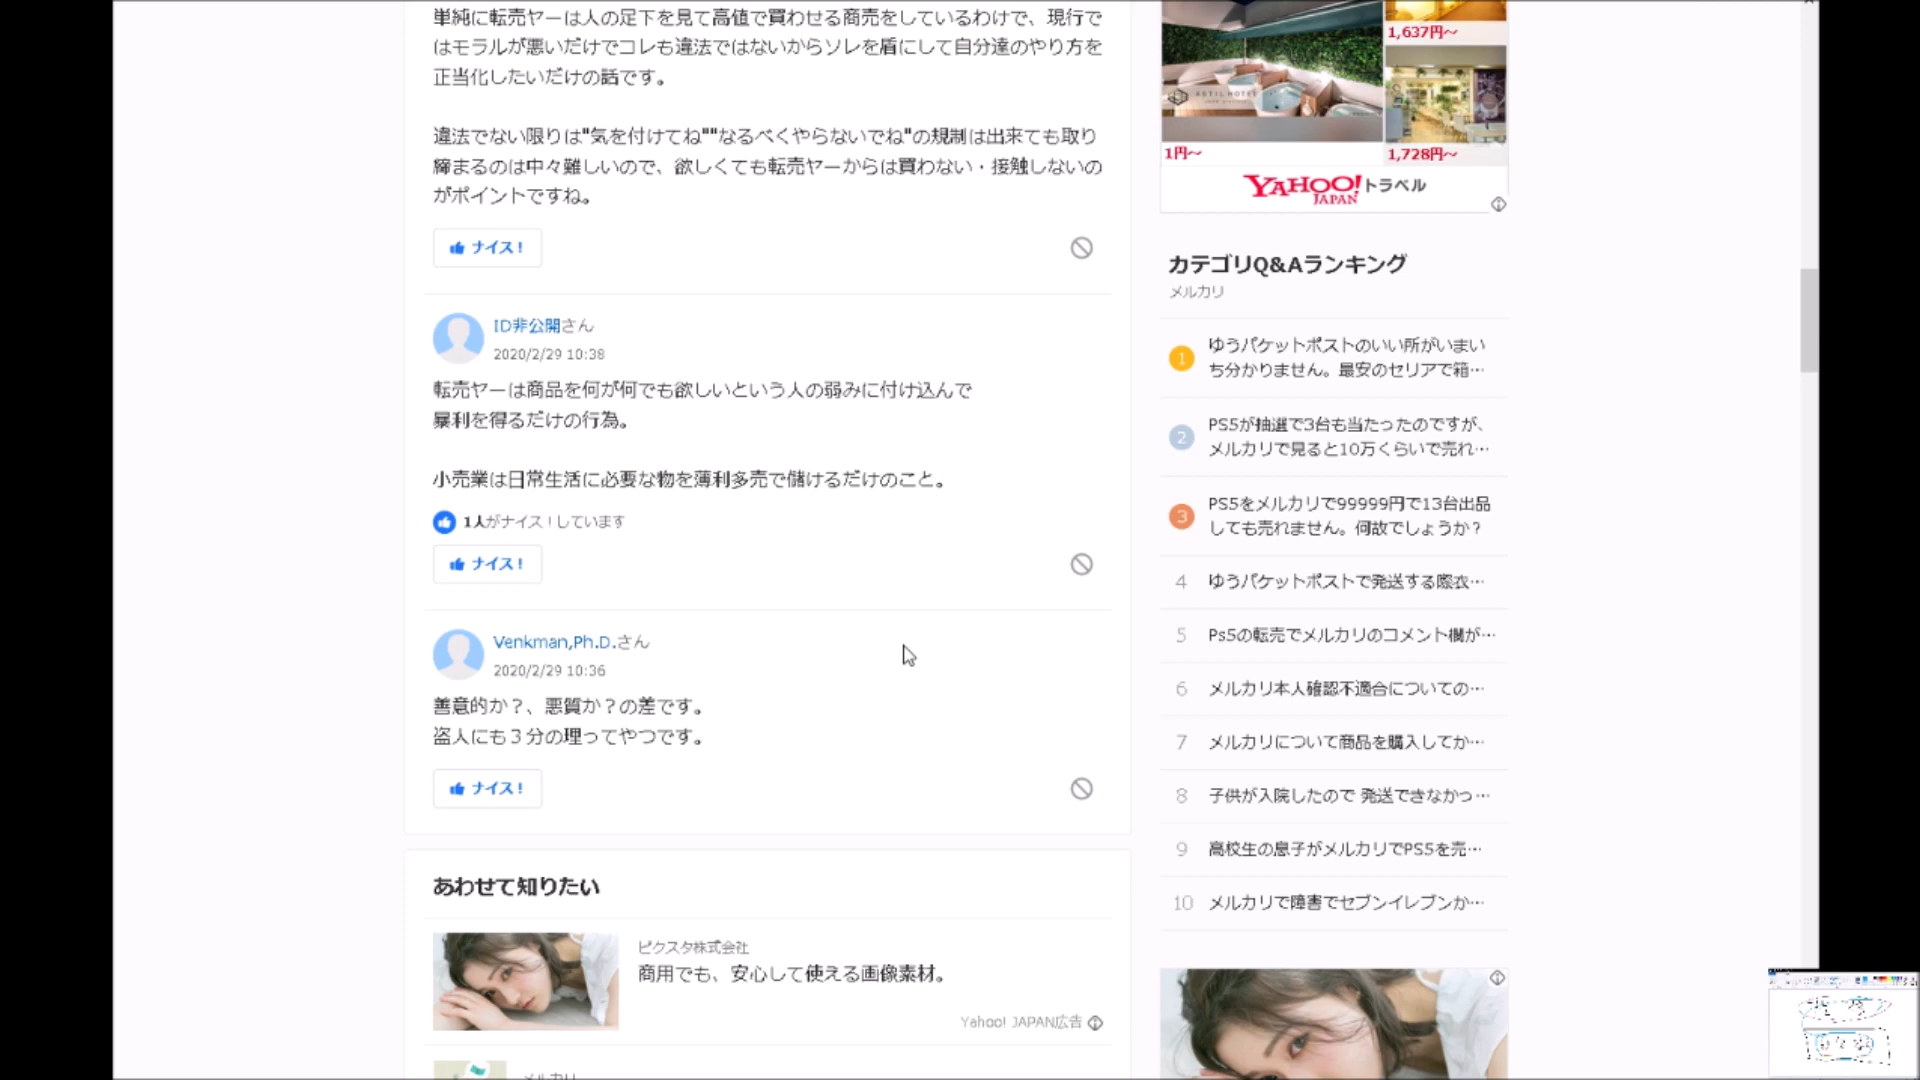 単純に転売ヤーは人の足下を見て高値で買わせる商売をしているわけで、現行で
はモラルが悪いだけでコレも違法ではないからソレを盾にして自分達のやり方を
正当化したいだけの話です。
違法でない限りは"気を付けてね""なるべくやらないでね"の規制は出来ても取り
締まるのは中々難しいので、欲しくても転売ヤーからは買わない・接触しないの
がポイントですね。
ナイス！
ID非公開さん
2020/2/29 10:38
転売ヤーは商品を何が何でも欲しいという人の弱みに付け込んで
暴利を得るだけの行為。
小売業は日常生活に必要な物を薄利多売で儲けるだけのこと。
1人がナイス！しています
ナイス！
Venkman,Ph.D.さん
2020/2/29 10:36
善意的か？、悪質か？の差です。
盗人にも３分の理ってやつです。
ナイス！
あわせて知りたい
ピクスタ株式会社
商用でも、安心して使える画像素材。
Yahoo! JAPAN広告
メルカリ
1,637円～
ASTIL HOTEL
1円～
1,728円～
YAHOO! JAPAN トラベル
カテゴリQ&Aランキング
メルカリ
1 ゆうパケットポストのいい所がいまい
ち分かりません。最安のセリアで箱…
2 PS5が抽選で3台も当たったのですが、
メルカリで見ると10万くらいで売れ…
3 PS5をメルカリで99999円で13台出品
しても売れません。何故でしょうか？
4 ゆうパケットポストで発送する際衣…
5 Ps5の転売でメルカリのコメント欄が…
6 メルカリ本人確認不適合についての…
7 メルカリについて商品を購入してか…
8 子供が入院したので 発送できなかっ…
9 高校生の息子がメルカリでPS5を売…
10 メルカリで障害でセブンイレブンか…